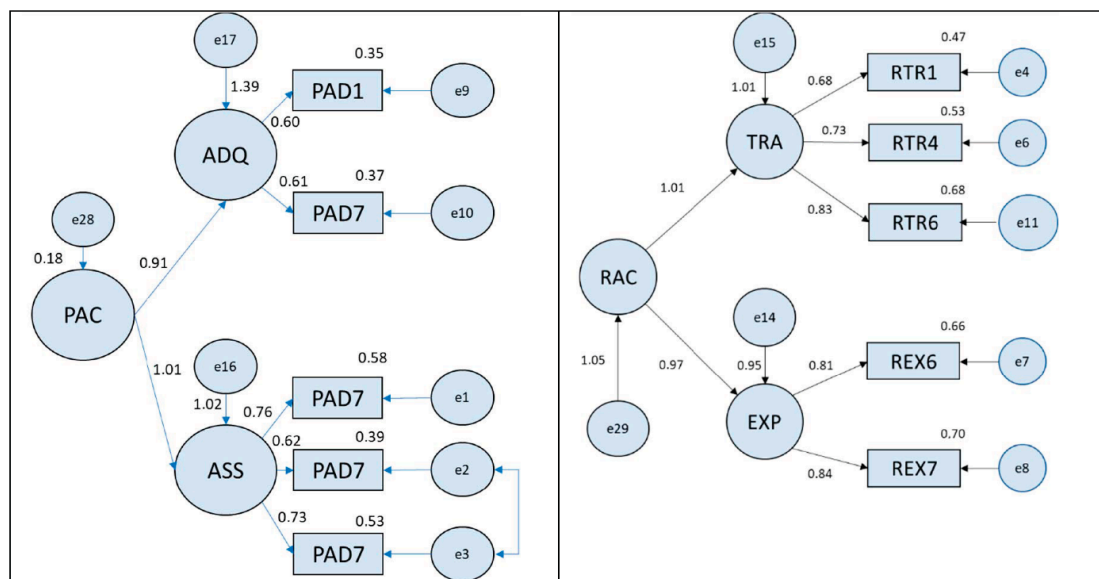 e17
0.35
1.39
PAD1
e9
0.60
ADQ
0.37
0.61
PAD7
e10
e28
0.18
0.91
PAC
1.01
e16
0.58
1.02
0.76
PAD7
e1
0.62
0.39
ASS
PAD7
e2
0.73
0.53
PAD7
e3
e15
0.47
1.01
0.68
RTR1
e4
0.53
TRA
0.73
RTR4
e6
1.01
0.68
0.83
RTR6
e11
RAC
e14
0.66
1.05
0.97
0.95
0.81
REX6
e7
e29
EXP
0.70
0.84
REX7
e8